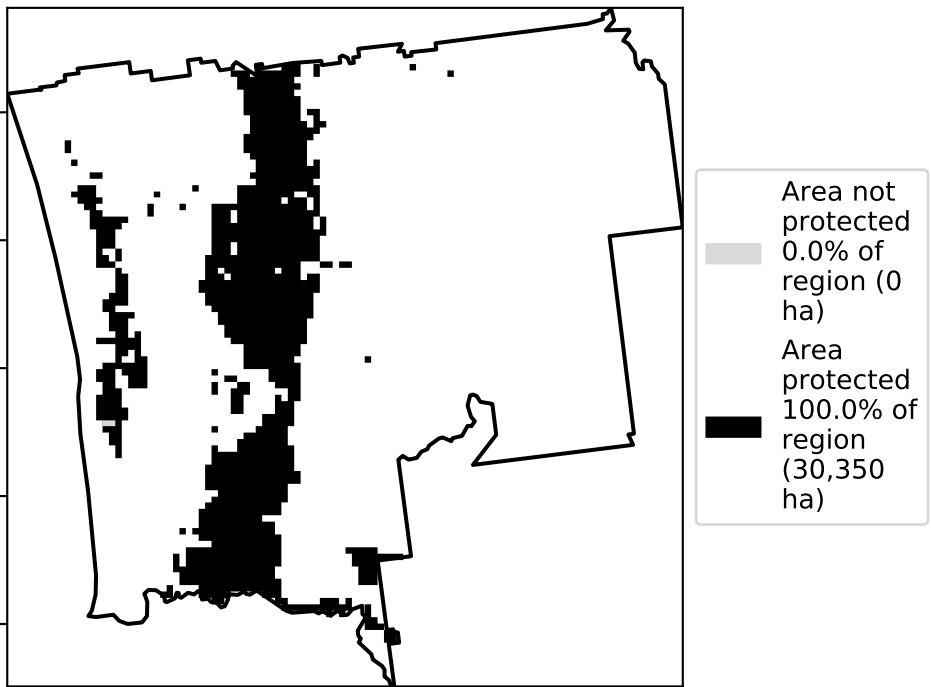 Area not
protected
0.0% of
region (0
ha)
Area
protected
100.0% of
region
(30,350
ha)